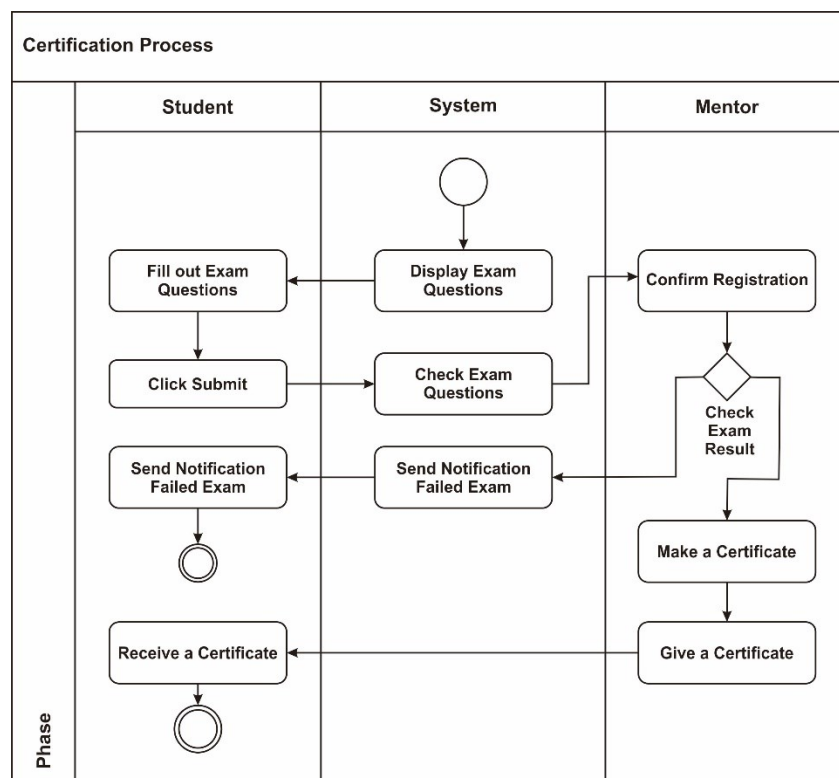 Certification Process
Student
System
Mentor
Fill out Exam
Questions
Display Exam
Questions
Confirm Registration
Click Submit
Check Exam
Questions
Check
Exam
Result
Send Notification
Failed Exam
Send Notification
Failed Exam
Make a Certificate
Receive a Certificate
Give a Certificate
Phase